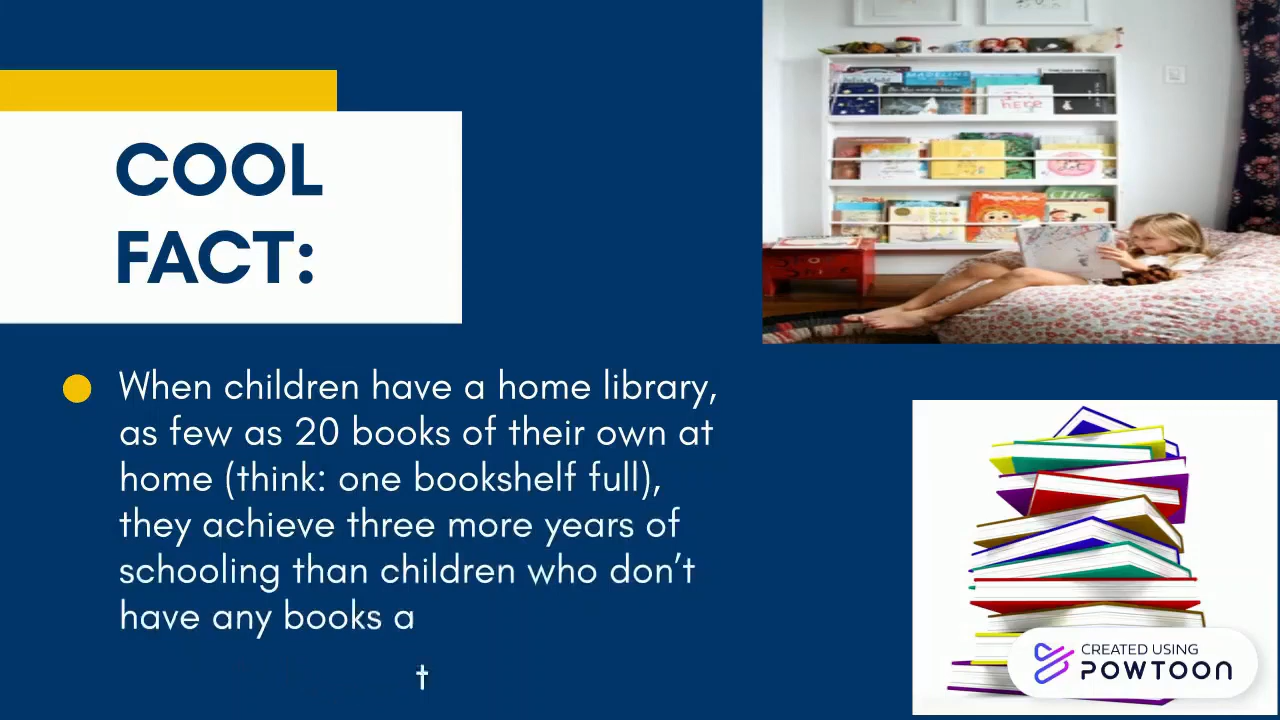 COOL
FACT:
When children have a home library,
as few as 20 books of their own at
home (think: one bookshelf full),
they achieve three more years of
schooling than children who don't
have any books a
t
MADELINE
here
CREATED USING
POWTOON